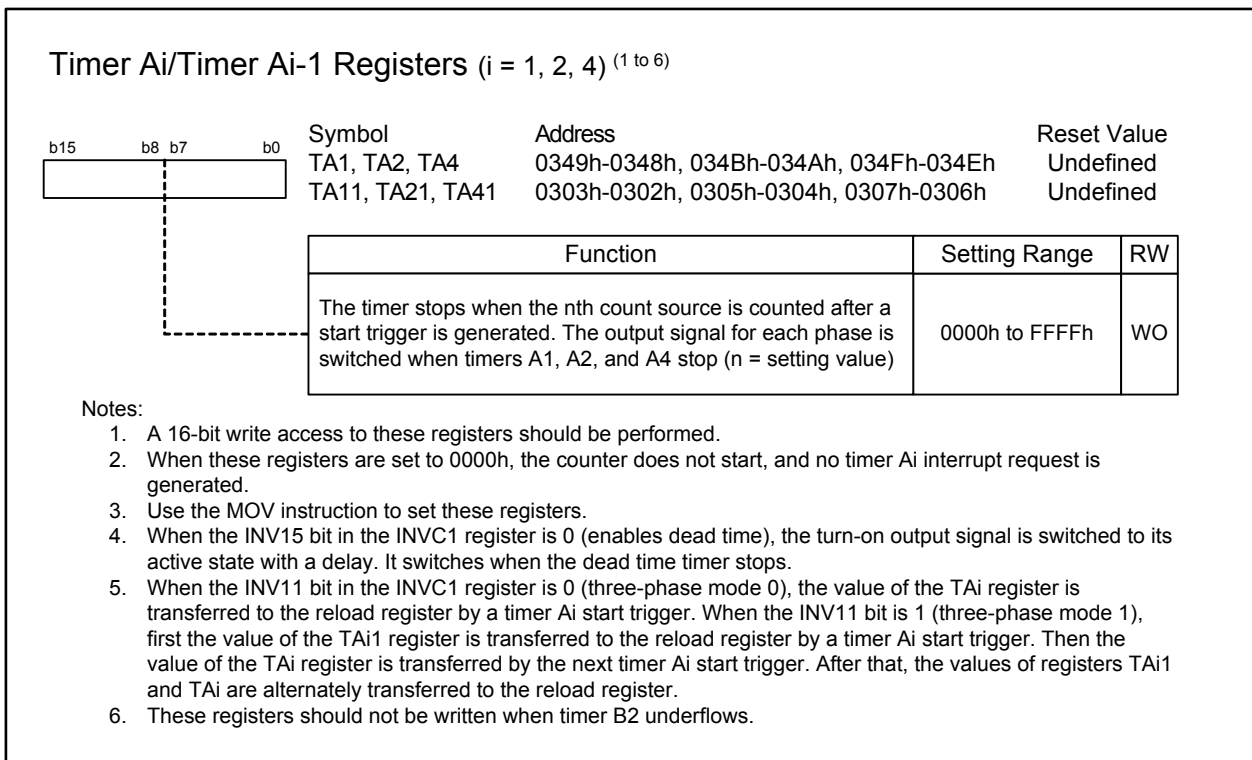 Timer Ai/Timer Ai-1 Registers (i = 1, 2, 4) (1 to 6)
b15 b8 b7 b0
Symbol Address Reset Value
TA1, TA2, TA4 0349h-0348h, 034Bh-034Ah, 034Fh-034Eh Undefined
TA11, TA21, TA41 0303h-0302h, 0305h-0304h, 0307h-0306h Undefined
Function Setting Range RW
The timer stops when the nth count source is counted after a
start trigger is generated. The output signal for each phase is
switched when timers A1, A2, and A4 stop (n = setting value)
0000h to FFFFh WO
Notes:
1. A 16-bit write access to these registers should be performed.
2. When these registers are set to 0000h, the counter does not start, and no timer Ai interrupt request is
generated.
3. Use the MOV instruction to set these registers.
4. When the INV15 bit in the INVC1 register is 0 (enables dead time), the turn-on output signal is switched to its
active state with a delay. It switches when the dead time timer stops.
5. When the INV11 bit in the INVC1 register is 0 (three-phase mode 0), the value of the TAi register is
transferred to the reload register by a timer Ai start trigger. When the INV11 bit is 1 (three-phase mode 1),
first the value of the TAi1 register is transferred to the reload register by a timer Ai start trigger. Then the
value of the TAi register is transferred by the next timer Ai start trigger. After that, the values of registers TAi1
and TAi are alternately transferred to the reload register.
6. These registers should not be written when timer B2 underflows.